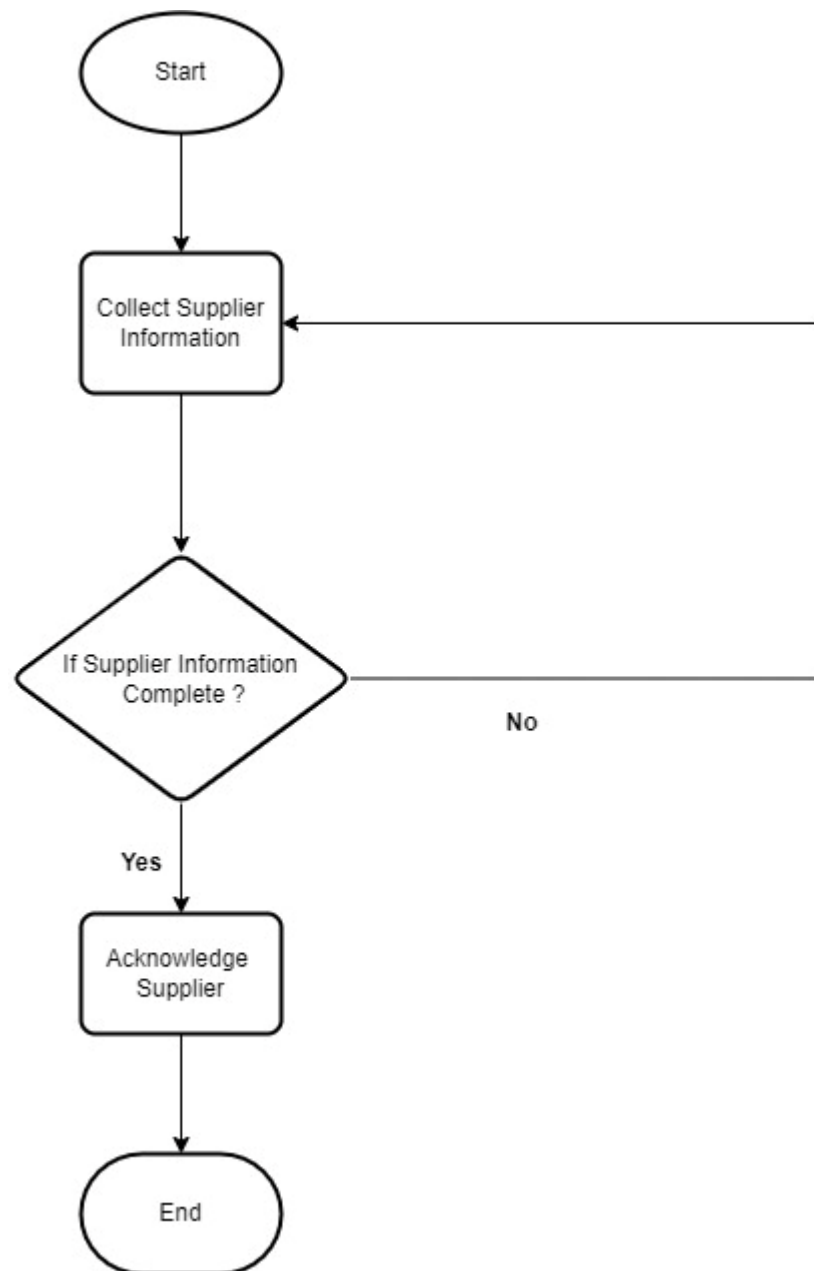 Start
Collect Supplier
Information
If Supplier Information
Complete ?
No
Yes
Acknowledge
Supplier
End